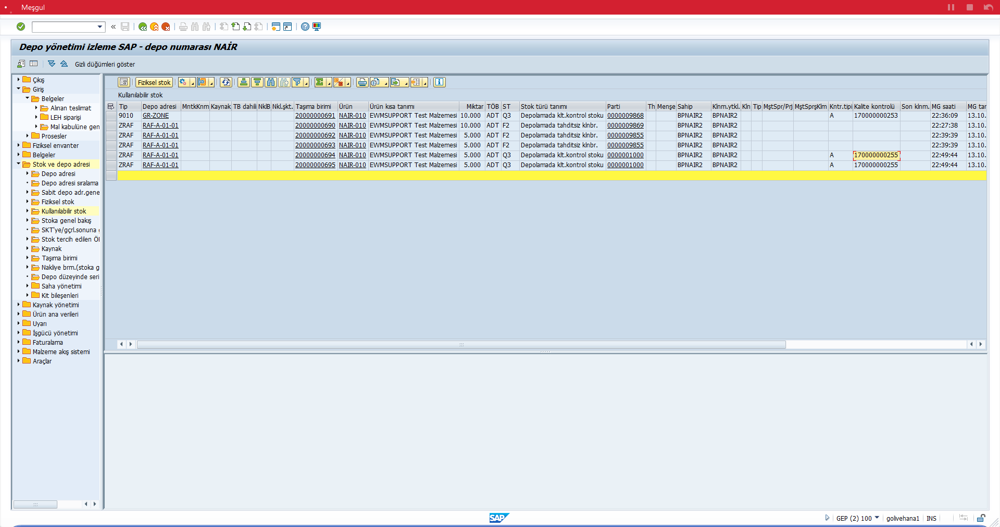 Meşgul
Depo yönetimi izleme SAP - depo numarası NAİR
Gizli düğümleri göster
Çıkış
Giriş
Belgeler
Alınan teslimat
LEH siparişi
Mal kabulüne gen
Prosesler
Fiziksel envanter
Belgeler
Stok ve depo adresi
Depo adresi
Depo adresi sıralama
Sabit depo adr.gene
Fiziksel stok
Kullanılabilir stok
Stoka genel bakış
SKT'ye/gçrl.sonuna g
Stok tercih edilen Öl
Kaynak
Taşıma birimi
Nakliye brm.(stoka g
Depo düzeyinde seri
Saha yönetimi
Kit bileşenleri
Kaynak yönetimi
Ürün ana verileri
Uyarı
İşgücü yönetimi
Faturalama
Malzeme akış sistemi
Araçlar
Fiziksel stok
Kullanılabilir stok
Tip Depo adresi MntkKnm Kaynak TB dahili NklB Nkl.şkt. Taşıma birimi Ürün Ürün kısa tanımı Miktar TÖB ST Stok türü tanımı Parti Th Menşe Sahip Klnm.ytkl. Kln Tip MştSpr/Prj MştSprşKlm Kntr.tipi Kalite kontrolü Son klnm. MG saati MG tar
9010 GR-ZONE 20000000691 NAIR-010 EWMSUPPORT Test Malzemesi 10.000 ADT Q3 Depolamada klt.kontrol stoku 0000009868 BPNAIR2 BPNAIR2 A 170000000253 22:36:09 13.10.
ZRAF RAF-A-01-01 20000000690 NAIR-010 EWMSUPPORT Test Malzemesi 10.000 ADT F2 Depolamada tahditsiz klnbr. 0000009869 BPNAIR2 BPNAIR2 22:27:38 13.10.
ZRAF RAF-A-01-01 20000000692 NAIR-010 EWMSUPPORT Test Malzemesi 5.000 ADT F2 Depolamada tahditsiz klnbr. 0000009855 BPNAIR2 BPNAIR2 22:39:39 13.10.
ZRAF RAF-A-01-01 20000000693 NAIR-010 EWMSUPPORT Test Malzemesi 5.000 ADT F2 Depolamada tahditsiz klnbr. 0000009855 BPNAIR2 BPNAIR2 22:39:39 13.10.
ZRAF RAF-A-01-01 20000000694 NAIR-010 EWMSUPPORT Test Malzemesi 5.000 ADT Q3 Depolamada klt.kontrol stoku 0000001000 BPNAIR2 BPNAIR2 A 170000000255 22:49:44 13.10.
ZRAF RAF-A-01-01 20000000695 NAIR-010 EWMSUPPORT Test Malzemesi 5.000 ADT Q3 Depolamada klt.kontrol stoku 0000001000 BPNAIR2 BPNAIR2 A 170000000255 22:49:44 13.10.
SAP
GEP (2) 100 golivehana1 INS